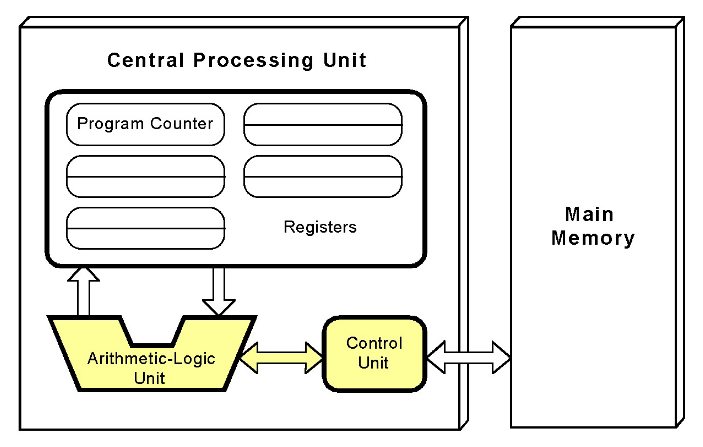 Central Processing Unit
Program Counter
Registers
Main
Memory
Arithmetic-Logic
Unit
Control
Unit